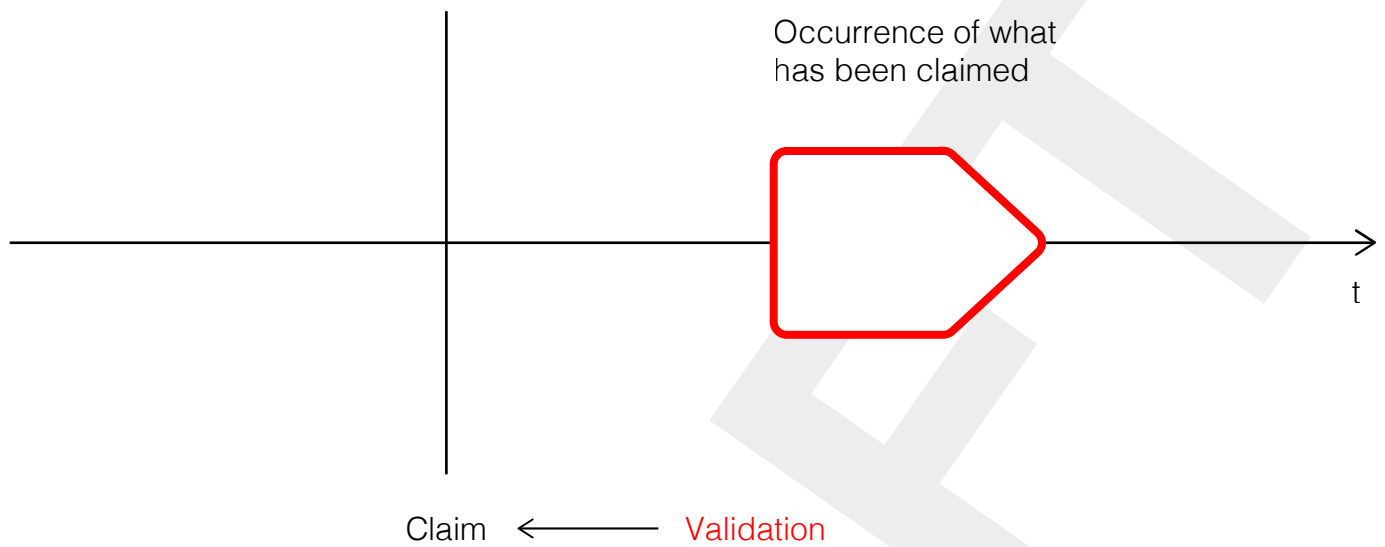 Occurrence of what
has been claimed
t
Claim
Validation